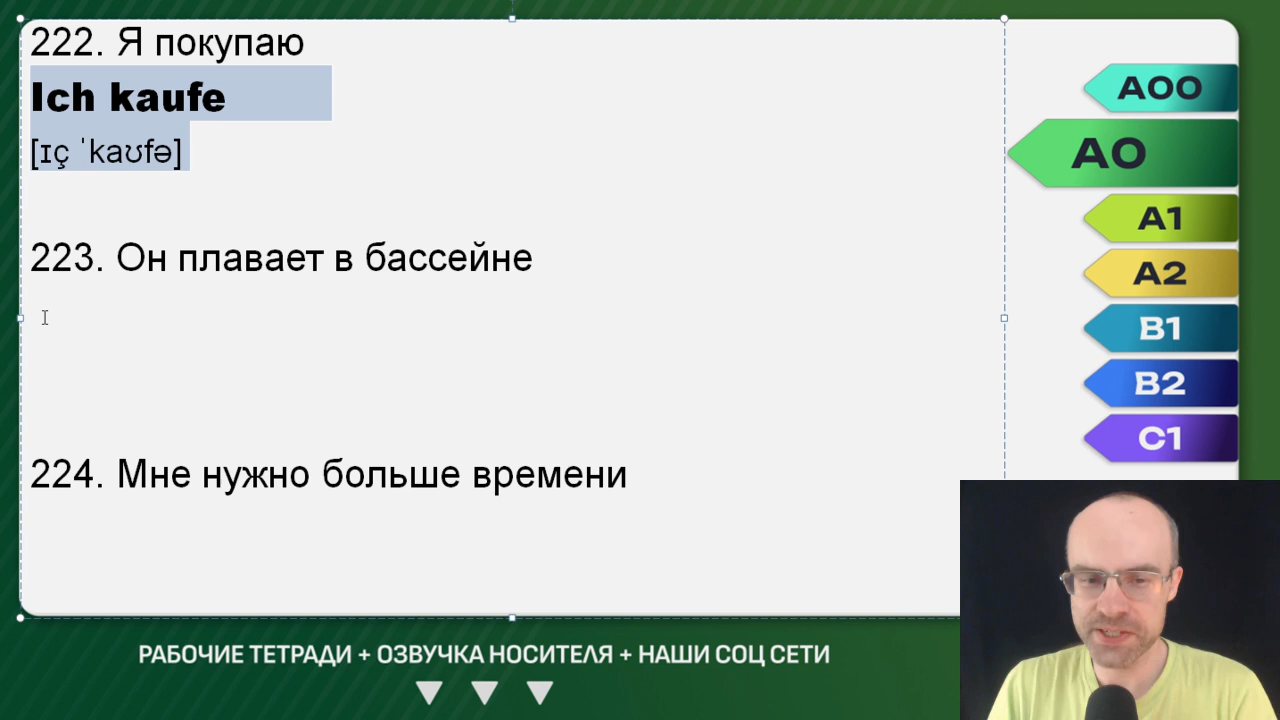 222. Я покупаю
Ich kaufe
[ɪç ˈkaʊfə]
223. Он плавает в бассейне
224. Мне нужно больше времени
A00
A0
A1
A2
B1
B2
C1
РАБОЧИЕ ТЕТРАДИ + ОЗВУЧКА НОСИТЕЛЯ + НАШИ СОЦ СЕТИ